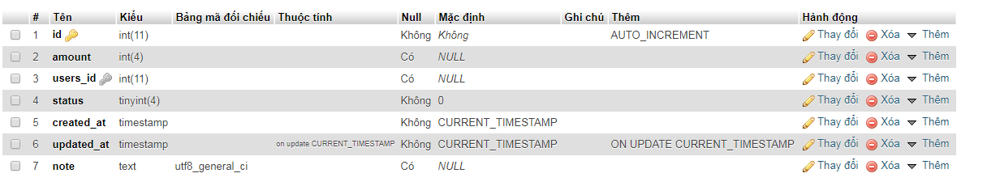 # Tên Kiểu Bảng mã đối chiếu Thuộc tính Null Mặc định Ghi chú Thêm Hành động
1 id int(11) Không Không AUTO_INCREMENT Thay đổi Xóa Thêm
2 amount int(4) Có NULL Thay đổi Xóa Thêm
3 users_id int(11) Có NULL Thay đổi Xóa Thêm
4 status tinyint(4) Không 0 Thay đổi Xóa Thêm
5 created_at timestamp Không CURRENT_TIMESTAMP Thay đổi Xóa Thêm
6 updated_at timestamp on update CURRENT_TIMESTAMP Không CURRENT_TIMESTAMP ON UPDATE CURRENT_TIMESTAMP Thay đổi Xóa Thêm
7 note text utf8_general_ci Có NULL Thay đổi Xóa Thêm